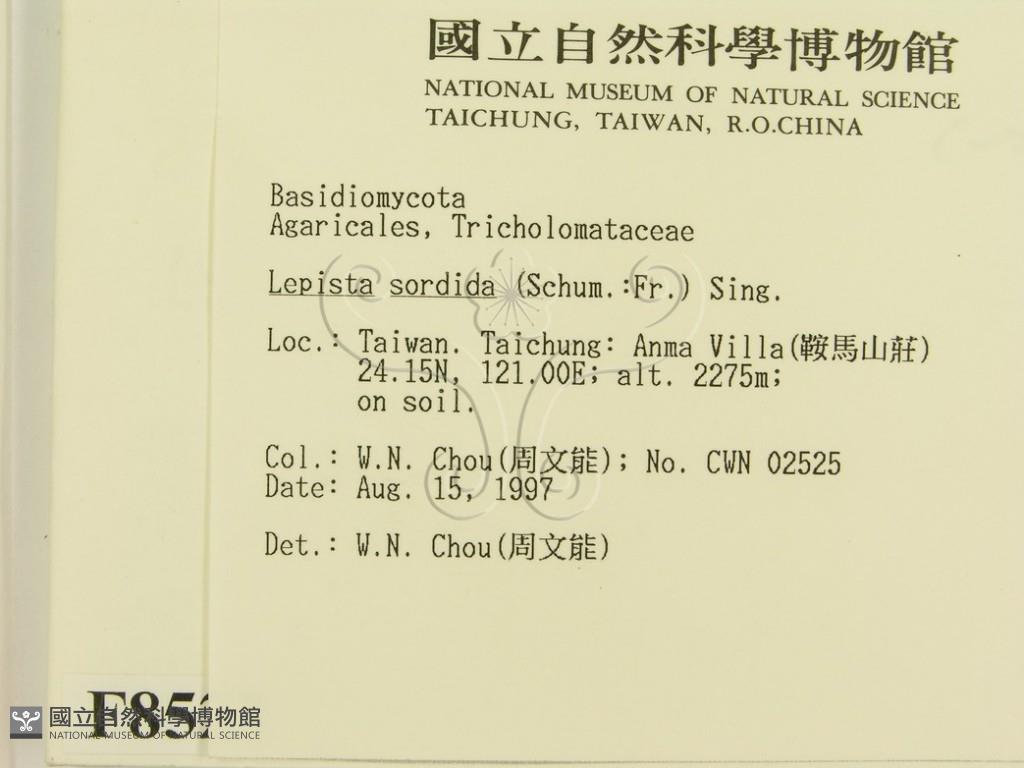 國立自然科學博物館
NATIONAL MUSEUM OF NATURAL SCIENCE
TAICHUNG, TAIWAN, R.O.CHINA
Basidiomycota
Agaricales, Tricholomataceae
Lepista sordida (Schum.:Fr.) Sing.
Loc.: Taiwan. Taichung: Anma Villa(鞍馬山莊)
24.15N, 121.00E; alt. 2275m;
on soil.
Col.: W.N. Chou(周文能); No. CWN 02525
Date: Aug. 15, 1997
Det.: W.N. Chou(周文能)
國立自然科學博物館
NATIONAL MUSEUM OF NATURAL SCIENCE